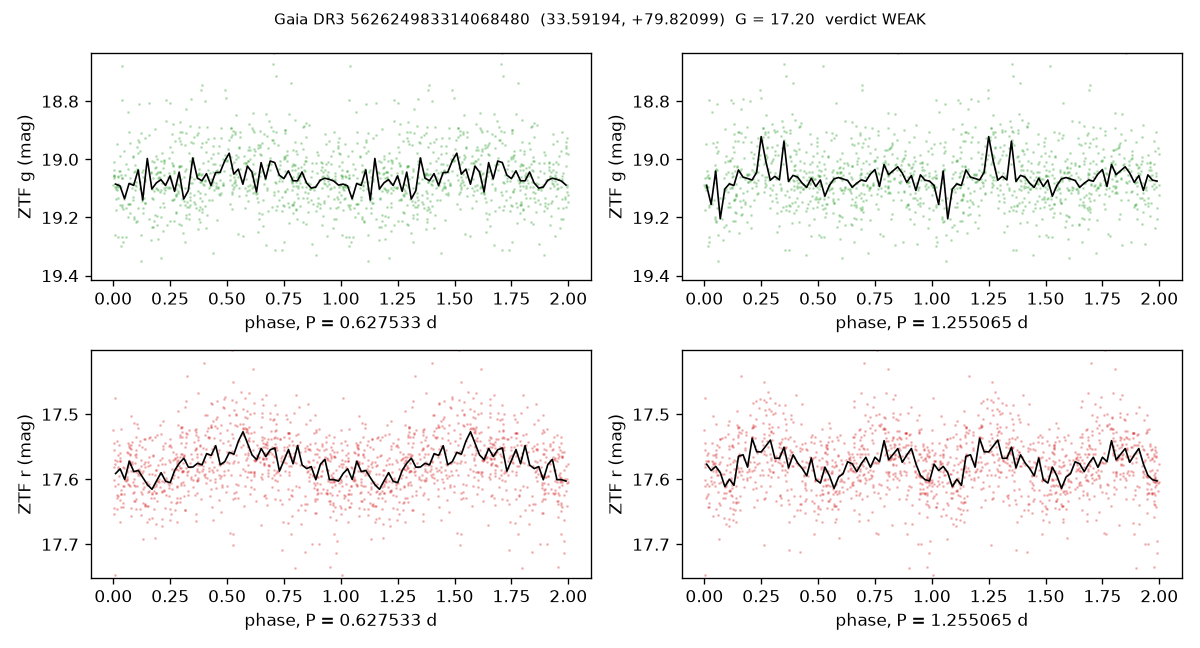 Gaia DR3 562624983314068480 (33.59194, +79.82099) G = 17.20 verdict WEAK
ZTF g (mag)
18.8
19.0
19.2
19.4
0.00 0.25 0.50 0.75 1.00 1.25 1.50 1.75 2.00
phase, P = 0.627533 d
ZTF g (mag)
18.8
19.0
19.2
19.4
0.00 0.25 0.50 0.75 1.00 1.25 1.50 1.75 2.00
phase, P = 1.255065 d
ZTF r (mag)
17.5
17.6
17.7
0.00 0.25 0.50 0.75 1.00 1.25 1.50 1.75 2.00
phase, P = 0.627533 d
ZTF r (mag)
17.5
17.6
17.7
0.00 0.25 0.50 0.75 1.00 1.25 1.50 1.75 2.00
phase, P = 1.255065 d